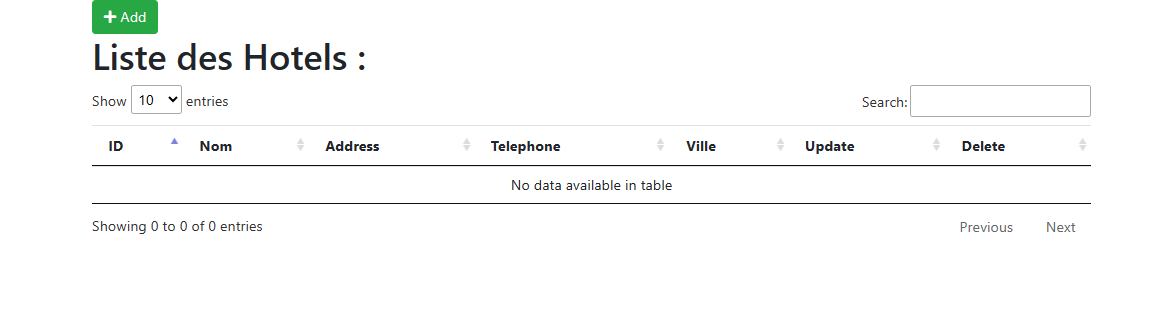 Add
Liste des Hotels :
Show 10 entries Search:
ID Nom Address Telephone Ville Update Delete
No data available in table
Showing 0 to 0 of 0 entries Previous Next